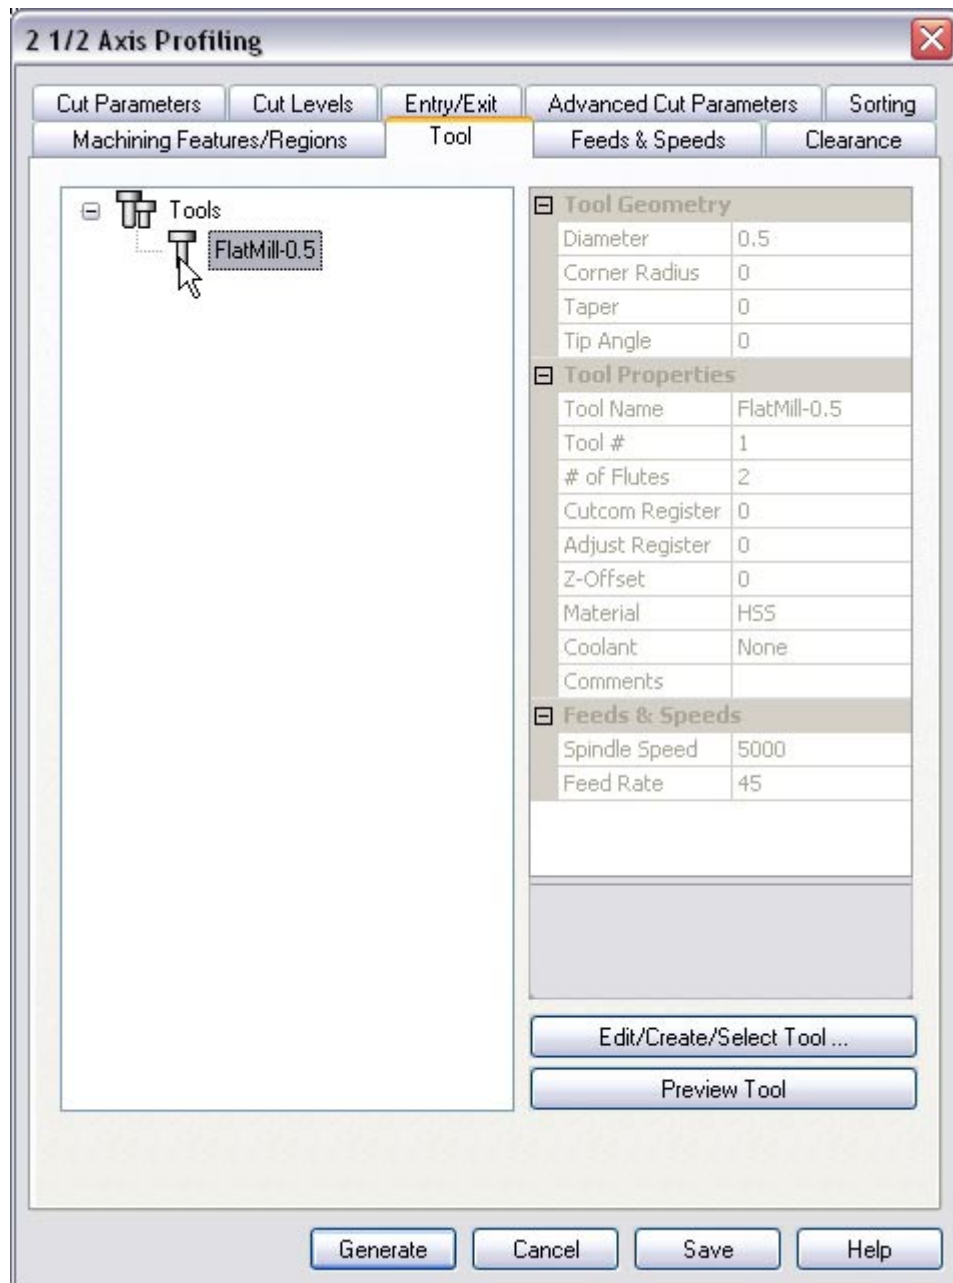 2 1/2 Axis Profiling
Cut Parameters Cut Levels Entry/Exit Advanced Cut Parameters Sorting
Machining Features/Regions Tool Feeds & Speeds Clearance
Tools
FlatMill-0.5
Tool Geometry
Diameter 0.5
Corner Radius 0
Taper 0
Tip Angle 0
Tool Properties
Tool Name FlatMill-0.5
Tool # 1
# of Flutes 2
Cutcom Register 0
Adjust Register 0
Z-Offset 0
Material HSS
Coolant None
Comments
Feeds & Speeds
Spindle Speed 5000
Feed Rate 45
Edit/Create/Select Tool ...
Preview Tool
Generate Cancel Save Help